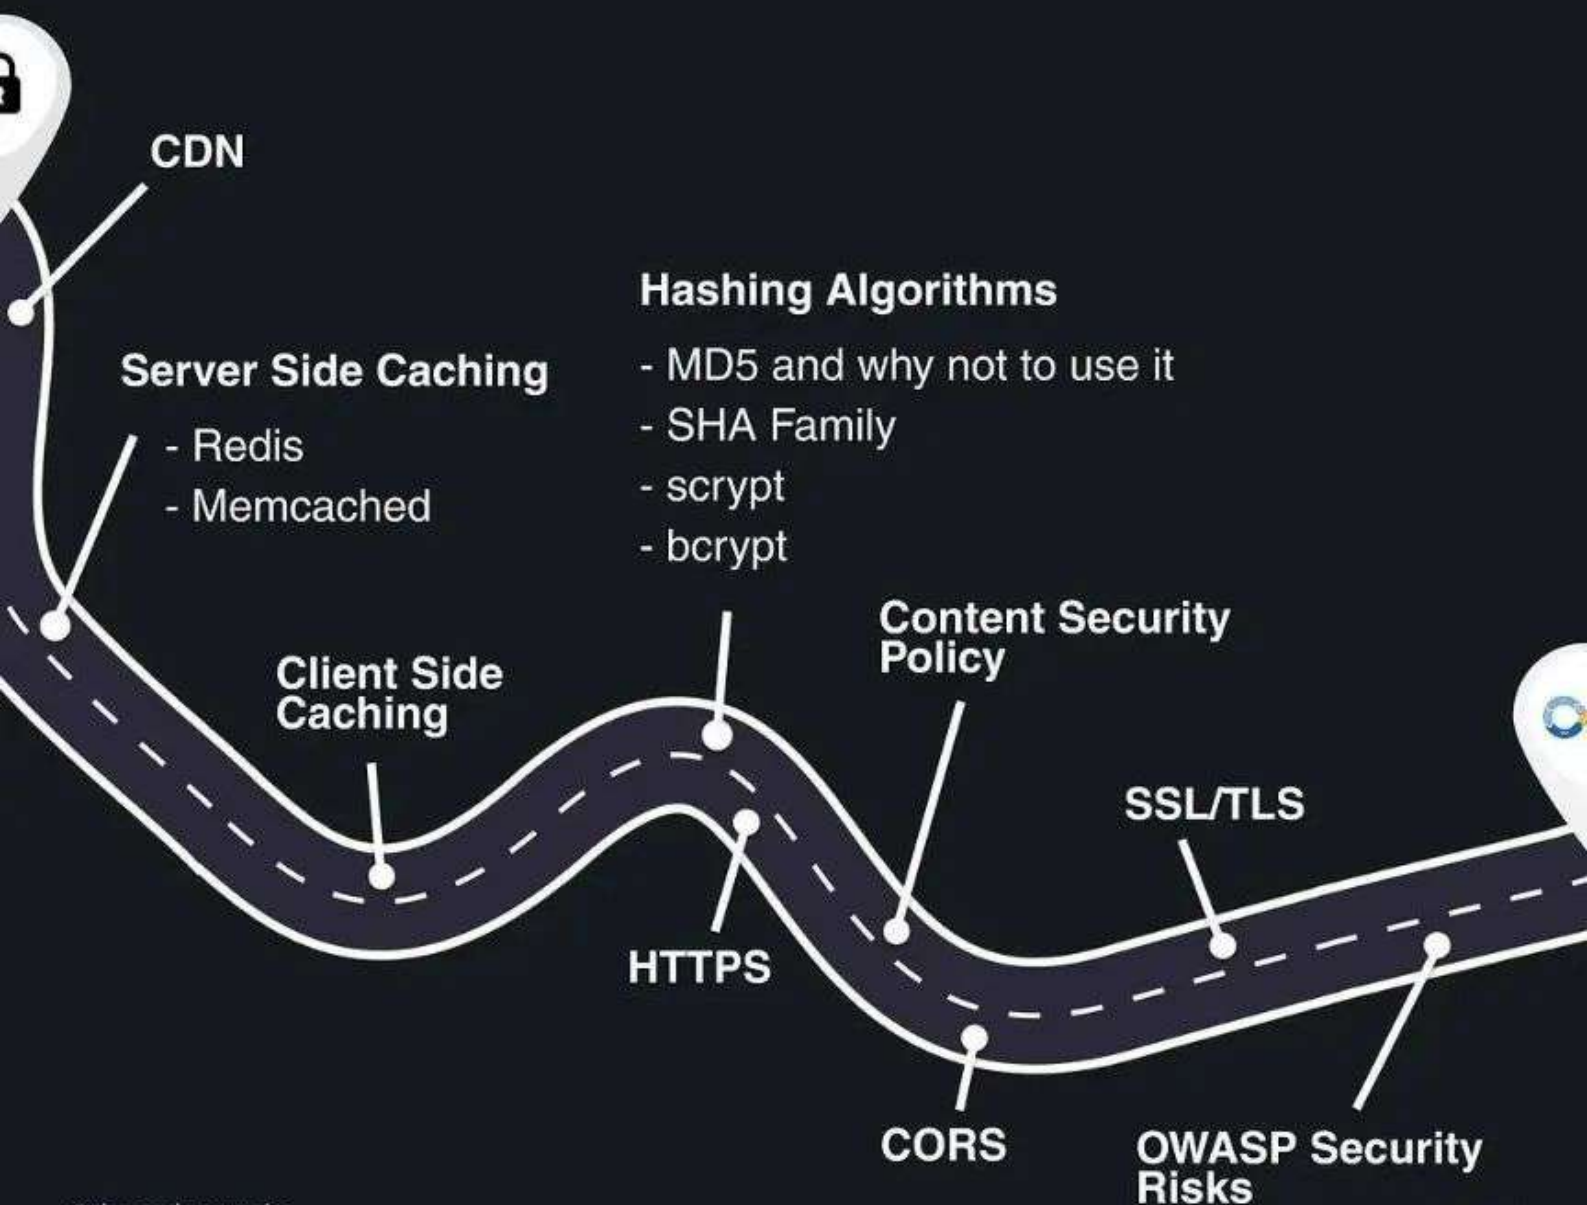 CDN
Server Side Caching
- Redis
- Memcached
Client Side
Caching
Hashing Algorithms
- MD5 and why not to use it
- SHA Family
- scrypt
- bcrypt
HTTPS
Content Security
Policy
CORS
SSL/TLS
OWASP Security
Risks